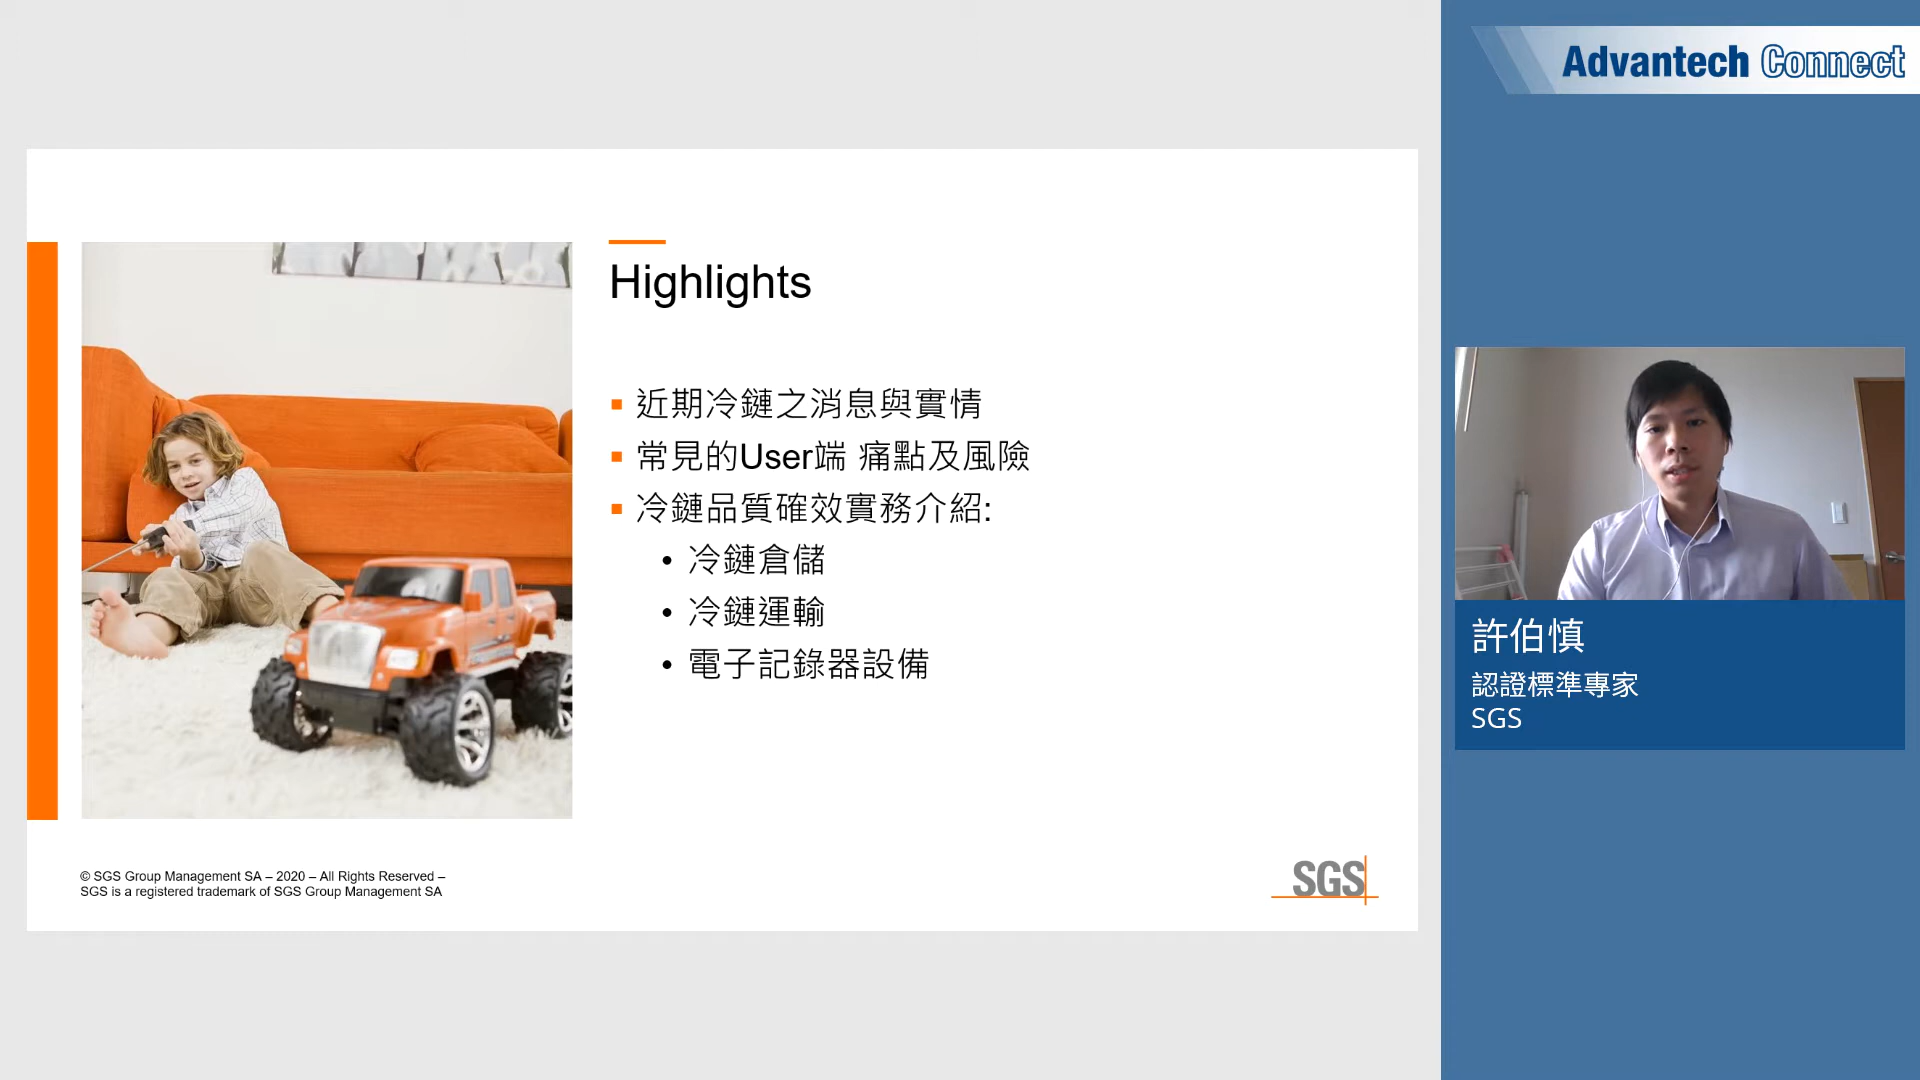 Advantech Connect
Highlights
近期冷鏈之消息與實情
常見的User端 痛點及風險
冷鏈品質確效實務介紹:
冷鏈倉儲
冷鏈運輸
電子記錄器設備
© SGS Group Management SA – 2020 – All Rights Reserved –
SGS is a registered trademark of SGS Group Management SA
SGS
許伯慎
認證標準專家
SGS